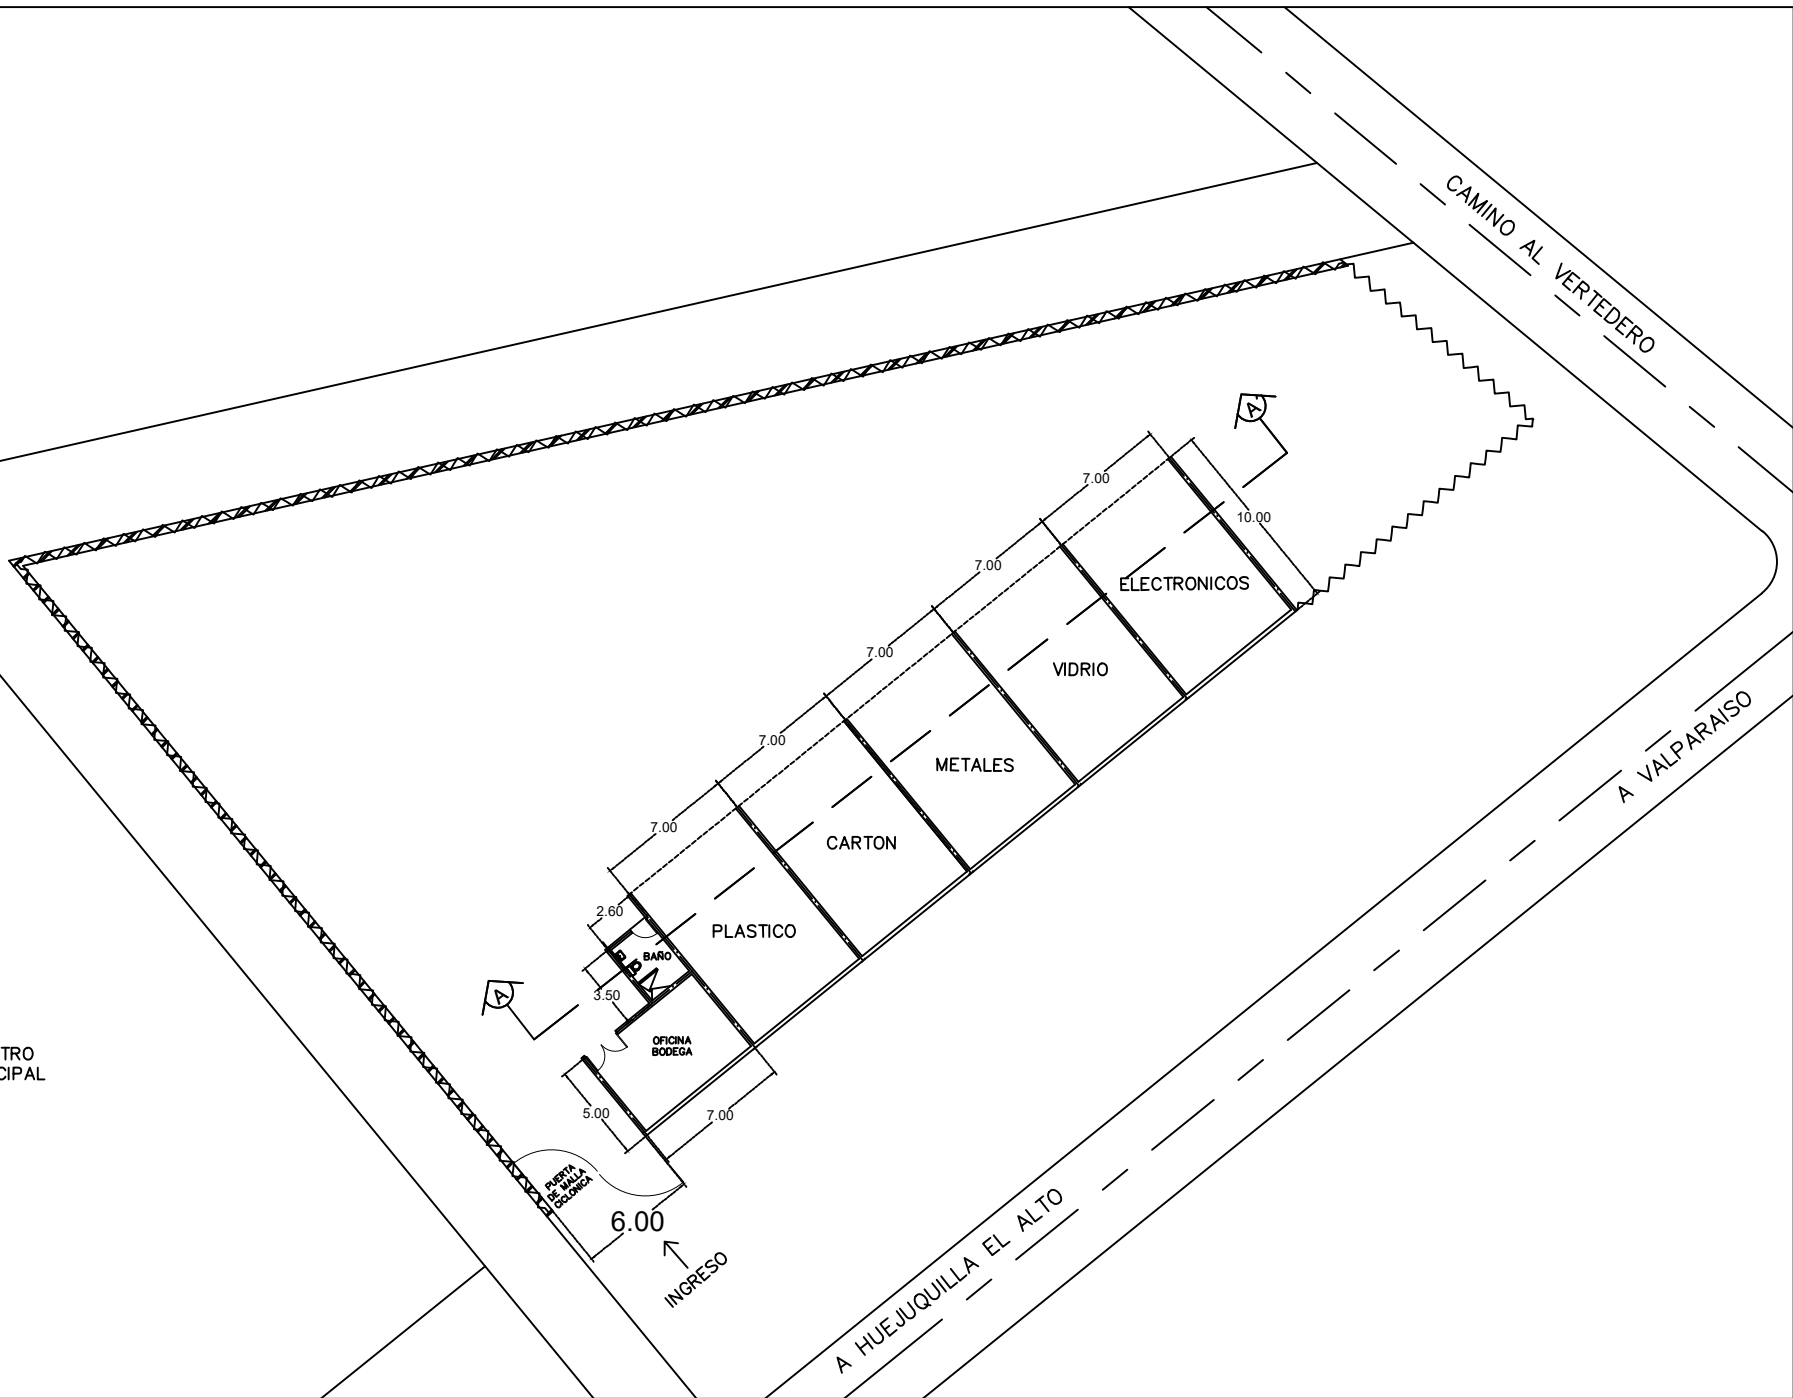 CAMINO AL VERTEDERO
A
7.00
10.00
7.00
ELECTRONICOS
7.00
VIDRIO
7.00
METALES
7.00
CARTON
2.60
PLASTICO
BAÑO
A
3.50
OFICINA
BODEGA
TRO
CIPAL
5.00
7.00
PUERTA
DE MALLA
CICLONICA
6.00
INGRESO
A VALPARAISO
A HUEJUQUILLA EL ALTO